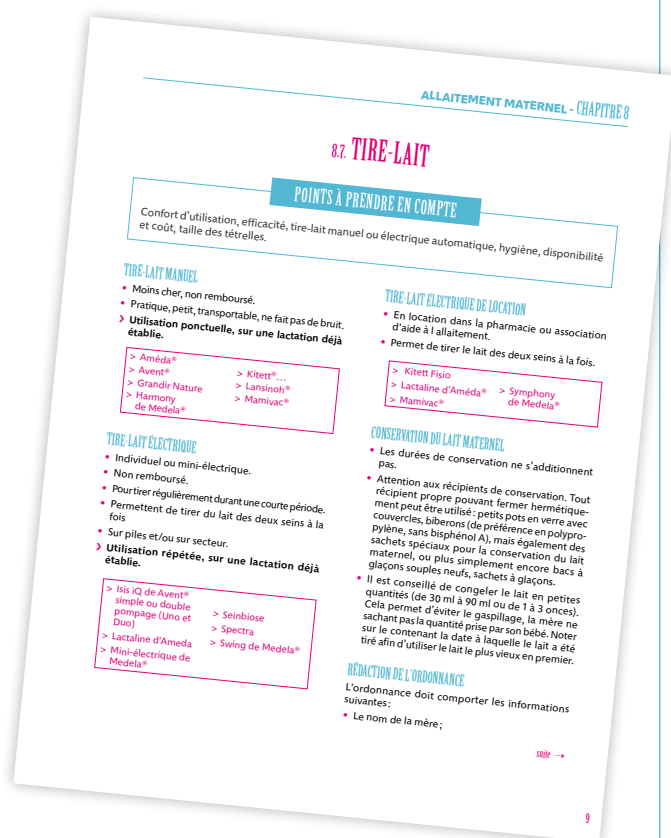 ALLAITEMENT MATERNEL - CHAPITRE 8
8.7. TIRE-LAIT
POINTS À PRENDRE EN COMPTE
Confort d'utilisation, efficacité, tire-lait manuel ou électrique automatique, hygiène, disponibilité
et coût, taille des tétrelles.
TIRE-LAIT MANUEL
• Moins cher, non remboursé.
• Pratique, petit, transportable, ne fait pas de bruit.
❯ Utilisation ponctuelle, sur une lactation déjà
établie.
> Améda®
> Avent®
> Grandir Nature
> Harmony
de Medela®
> Kitett®…
> Lansinoh®
> Mamivac®
TIRE-LAIT ÉLECTRIQUE
• Individuel ou mini-électrique.
• Non remboursé.
• Pour tirer régulièrement durant une courte période.
• Permettent de tirer du lait des deux seins à la
fois
• Sur piles et/ou sur secteur.
❯ Utilisation répétée, sur une lactation déjà
établie.
> Isis iQ de Avent®
simple ou double
pompage (Uno et
Duo)
> Lactaline d'Ameda
> Mini-électrique de
Medela®
> Seinbiose
> Spectra
> Swing de Medela®
TIRE-LAIT ÉLECTRIQUE DE LOCATION
• En location dans la pharmacie ou association
d'aide à l allaitement.
• Permet de tirer le lait des deux seins à la fois.
> Kitett Fisio
> Lactaline d'Améda®
> Mamivac®
> Symphony
de Medela®
CONSERVATION DU LAIT MATERNEL
• Les durées de conservation ne s'additionnent
pas.
• Attention aux récipients de conservation. Tout
récipient propre pouvant fermer hermétique-
ment peut être utilisé : petits pots en verre avec
couvercles, biberons (de préférence en polypro-
pylène, sans bisphénol A), mais également des
sachets spéciaux pour la conservation du lait
maternel, ou plus simplement encore bacs à
glaçons souples neufs, sachets à glaçons.
• Il est conseillé de congeler le lait en petites
quantités (de 30 ml à 90 ml ou de 1 à 3 onces).
Cela permet d'éviter le gaspillage, la mère ne
sachant pas la quantité prise par son bébé. Noter
sur le contenant la date à laquelle le lait a été
tiré afin d'utiliser le lait le plus vieux en premier.
RÉDACTION DE L'ORDONNANCE
L'ordonnance doit comporter les informations
suivantes :
• Le nom de la mère ;
suite →
9